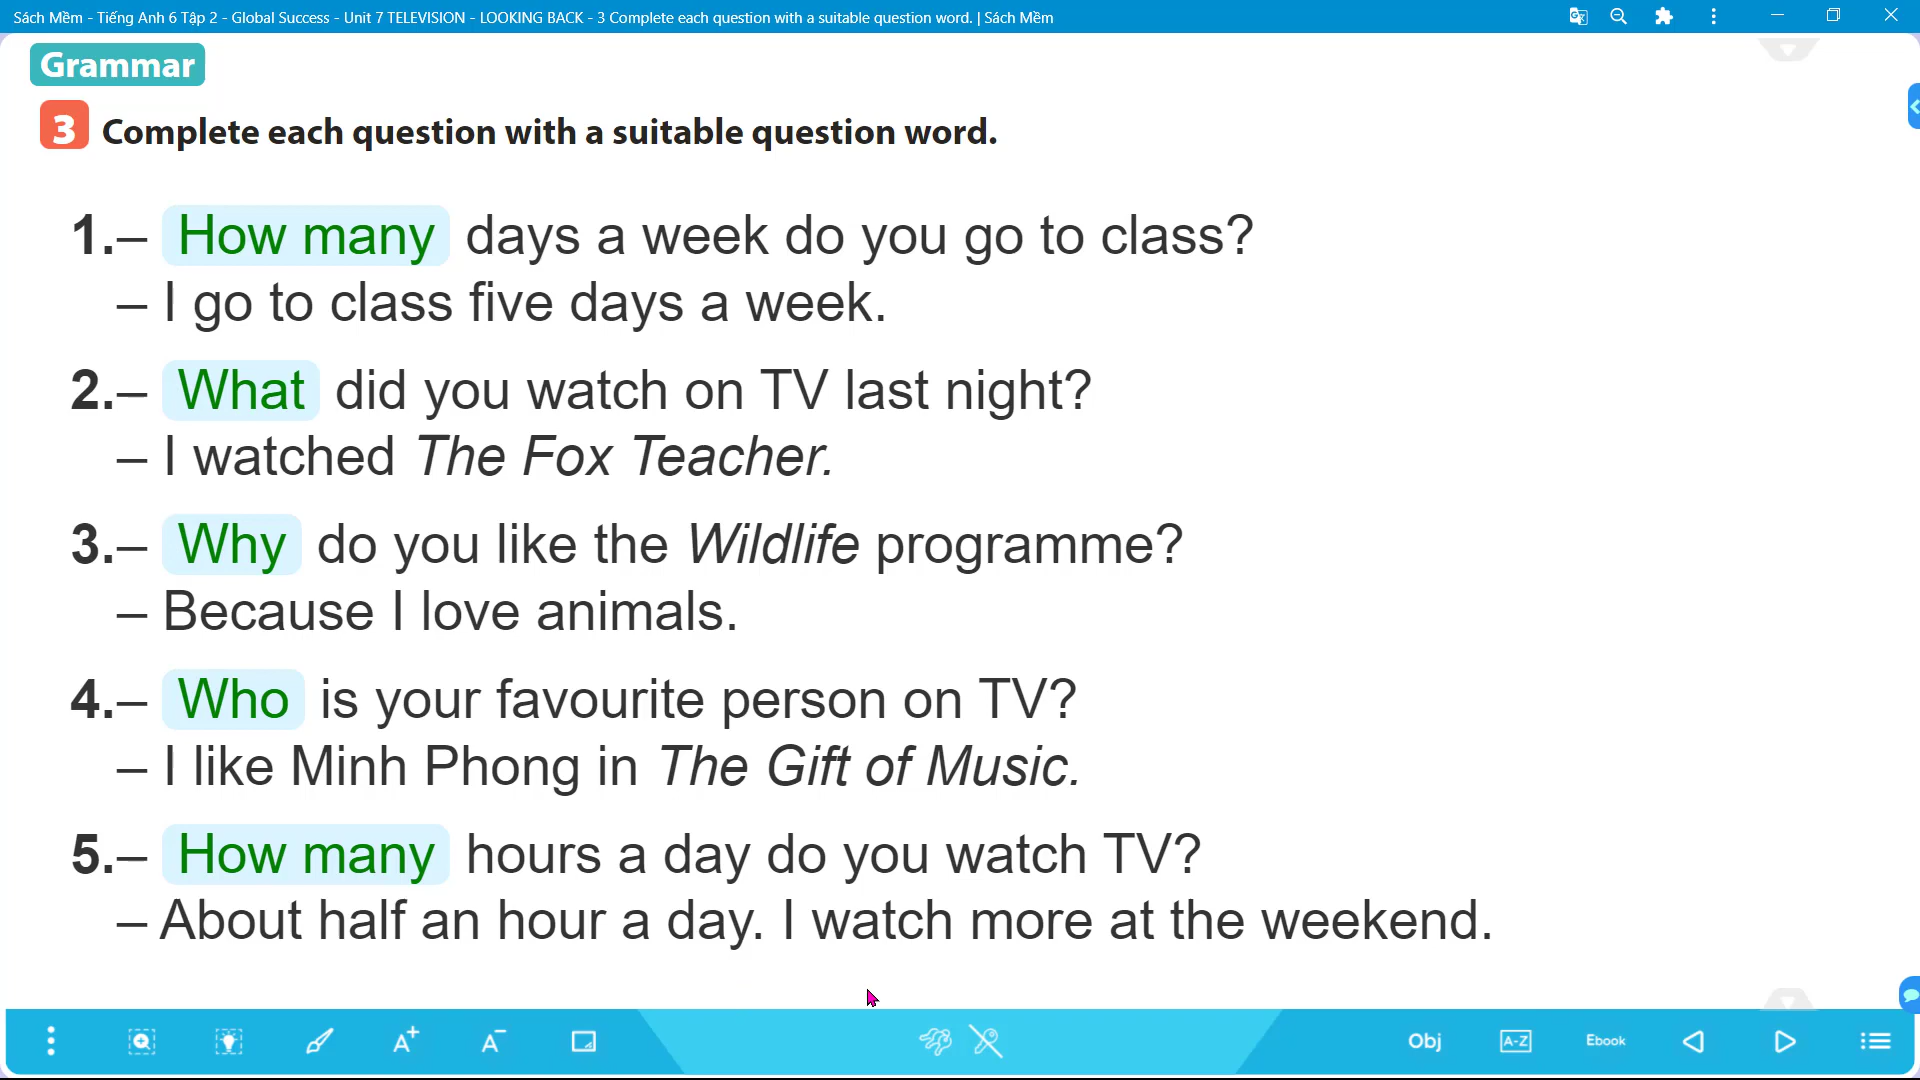 Sách Mềm - Tiếng Anh 6 Tập 2 - Global Success - Unit 7 TELEVISION - LOOKING BACK - 3 Complete each question with a suitable question word. | Sách Mềm
Grammar
3 Complete each question with a suitable question word.
1.– How many days a week do you go to class?
– I go to class five days a week.
2.– What did you watch on TV last night?
– I watched The Fox Teacher.
3.– Why do you like the Wildlife programme?
– Because I love animals.
4.– Who is your favourite person on TV?
– I like Minh Phong in The Gift of Music.
5.– How many hours a day do you watch TV?
– About half an hour a day. I watch more at the weekend.
A+ A– Obj A-Z Ebook